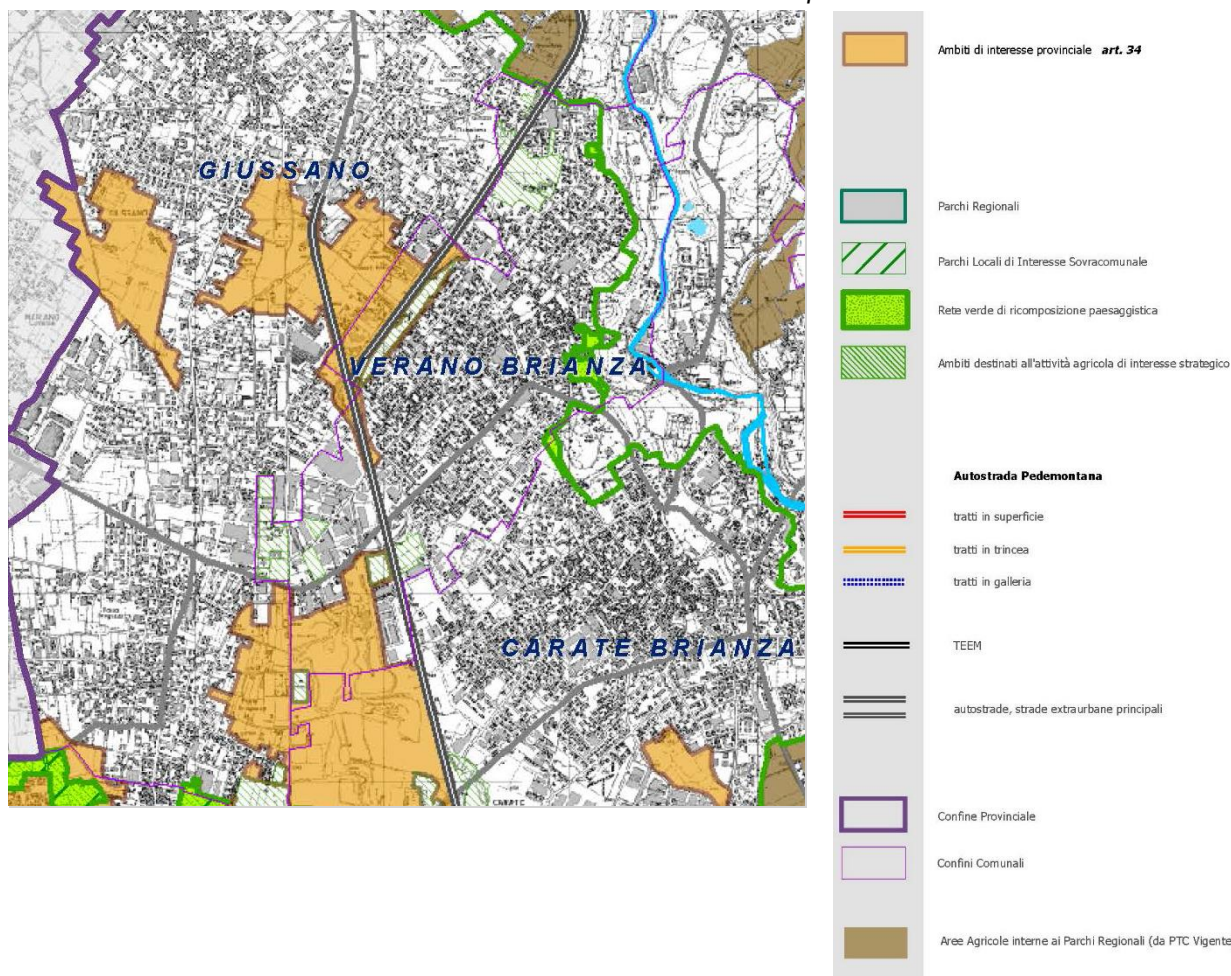 GIUSSANO
VERANO BRIANZA
CARATE BRIANZA
CARATE
Ambiti di interesse provinciale art. 34
Parchi Regionali
Parchi Locali di Interesse Sovracomunale
Rete verde di ricomposizione paesaggistica
Ambiti destinati all'attività agricola di interesse strategico
Autostrada Pedemontana
tratti in superficie
tratti in trincea
tratti in galleria
TEEM
autostrade, strade extraurbane principali
Confine Provinciale
Confini Comunali
Aree Agricole interne ai Parchi Regionali (da PTC Vigente